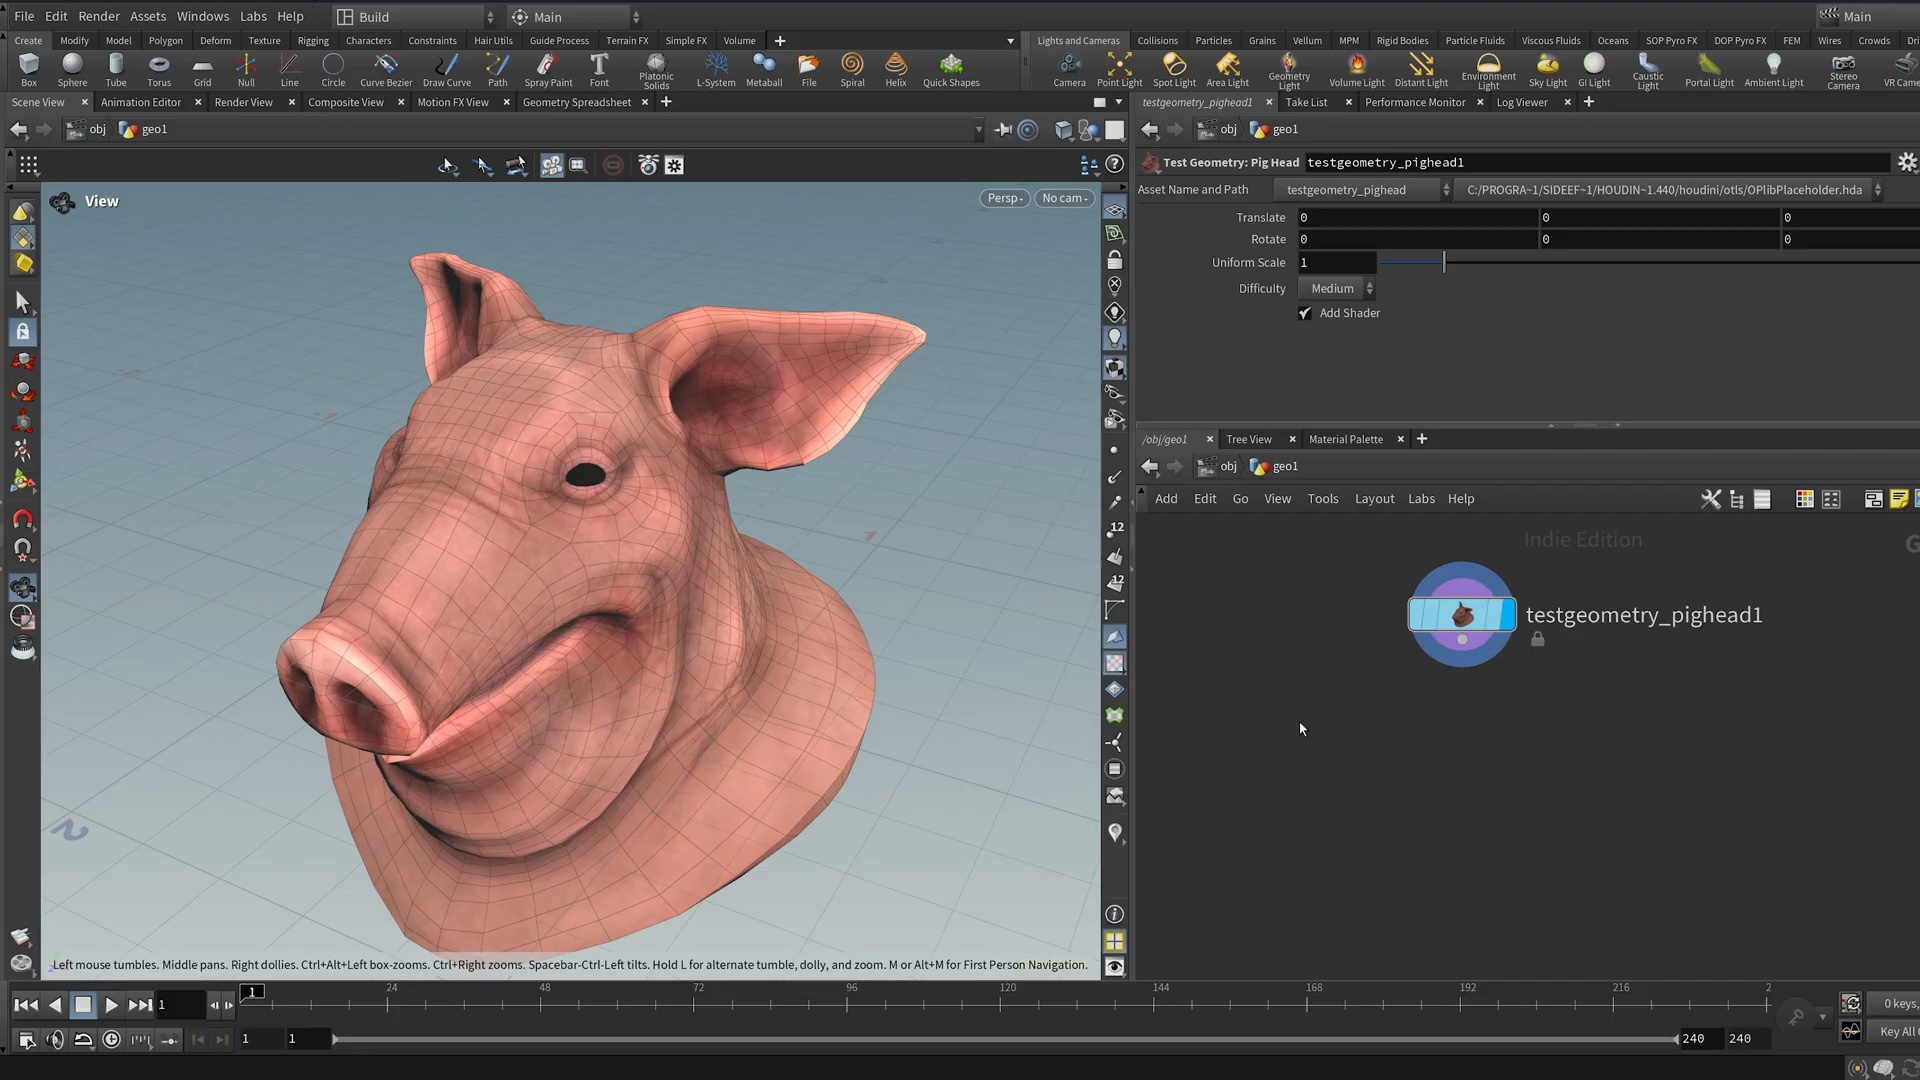 File Edit Render Assets Windows Labs Help Build Main Main
Create Modify Model Polygon Deform Texture Rigging Characters Constraints Hair Utils Guide Process Terrain FX Simple FX Volume
Lights and Cameras Collisions Particles Grains Vellum MPM Rigid Bodies Particle Fluids Viscous Fluids Oceans SOP Pyro FX DOP Pyro FX FEM Wires Crowds Dri
Box Sphere Tube Torus Grid Null Line Circle Curve Bezier Draw Curve Path Spray Paint Font Platonic Solids L-System Metaball File Spiral Helix Quick Shapes
Camera Point Light Spot Light Area Light Geometry Light Volume Light Distant Light Environment Light Sky Light GI Light Caustic Light Portal Light Ambient Light Stereo Camera VR Came
Scene View Animation Editor Render View Composite View Motion FX View Geometry Spreadsheet
testgeometry_pighead1 Take List Performance Monitor Log Viewer
obj geo1
obj geo1
Test Geometry: Pig Head testgeometry_pighead1
Asset Name and Path testgeometry_pighead C:/PROGRA~1/SIDEEF~1/HOUDIN~1.440/houdini/otls/OPlibPlaceholder.hda
View
Persp No cam
Translate 0 0 0
Rotate 0 0 0
Uniform Scale 1
Difficulty Medium
Add Shader
/obj/geo1 Tree View Material Palette
obj geo1
Add Edit Go View Tools Layout Labs Help
Indie Edition G
testgeometry_pighead1
12
12
Left mouse tumbles. Middle pans. Right dollies. Ctrl+Alt+Left box-zooms. Ctrl+Right zooms. Spacebar-Ctrl-Left tilts. Hold L for alternate tumble, dolly, and zoom. M or Alt+M for First Person Navigation.
1 1 24 48 72 96 120 144 168 192 216 2
0 keys,
1 1 240 240 Key All C